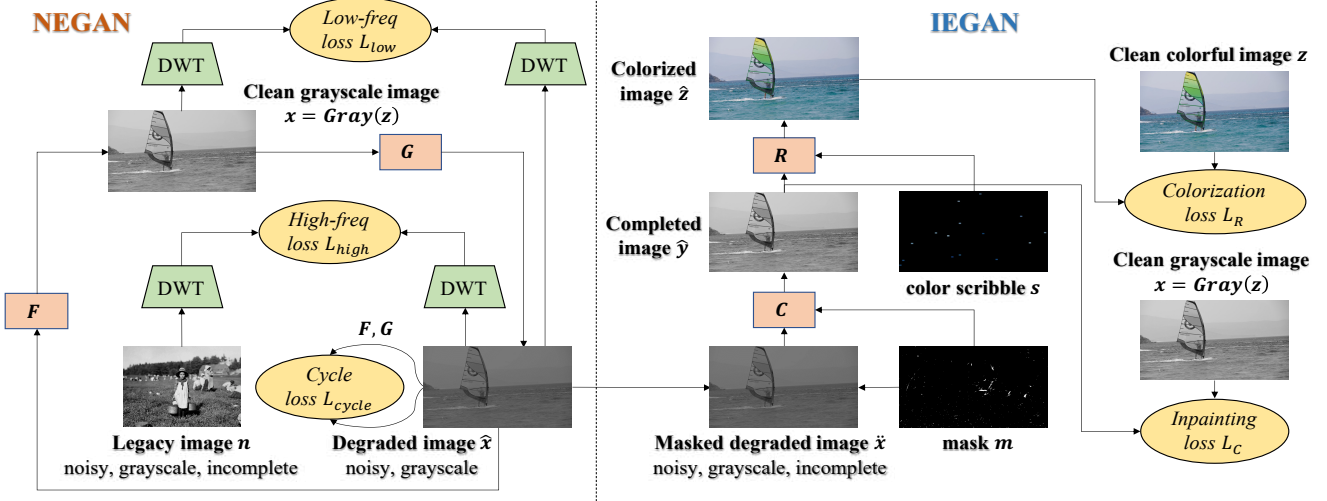 NEGAN
Low-freq
loss L_low
DWT
DWT
Clean grayscale image
x = Gray(z)
G
High-freq
loss L_high
DWT
DWT
F
F, G
Cycle
loss L_cycle
Legacy image n
noisy, grayscale, incomplete
Degraded image x̂
noisy, grayscale
IEGAN
Colorized
image ẑ
Clean colorful image z
R
Colorization
loss L_R
Completed
image ŷ
color scribble s
Clean grayscale image
x = Gray(z)
C
Masked degraded image ẍ
noisy, grayscale, incomplete
mask m
Inpainting
loss L_C